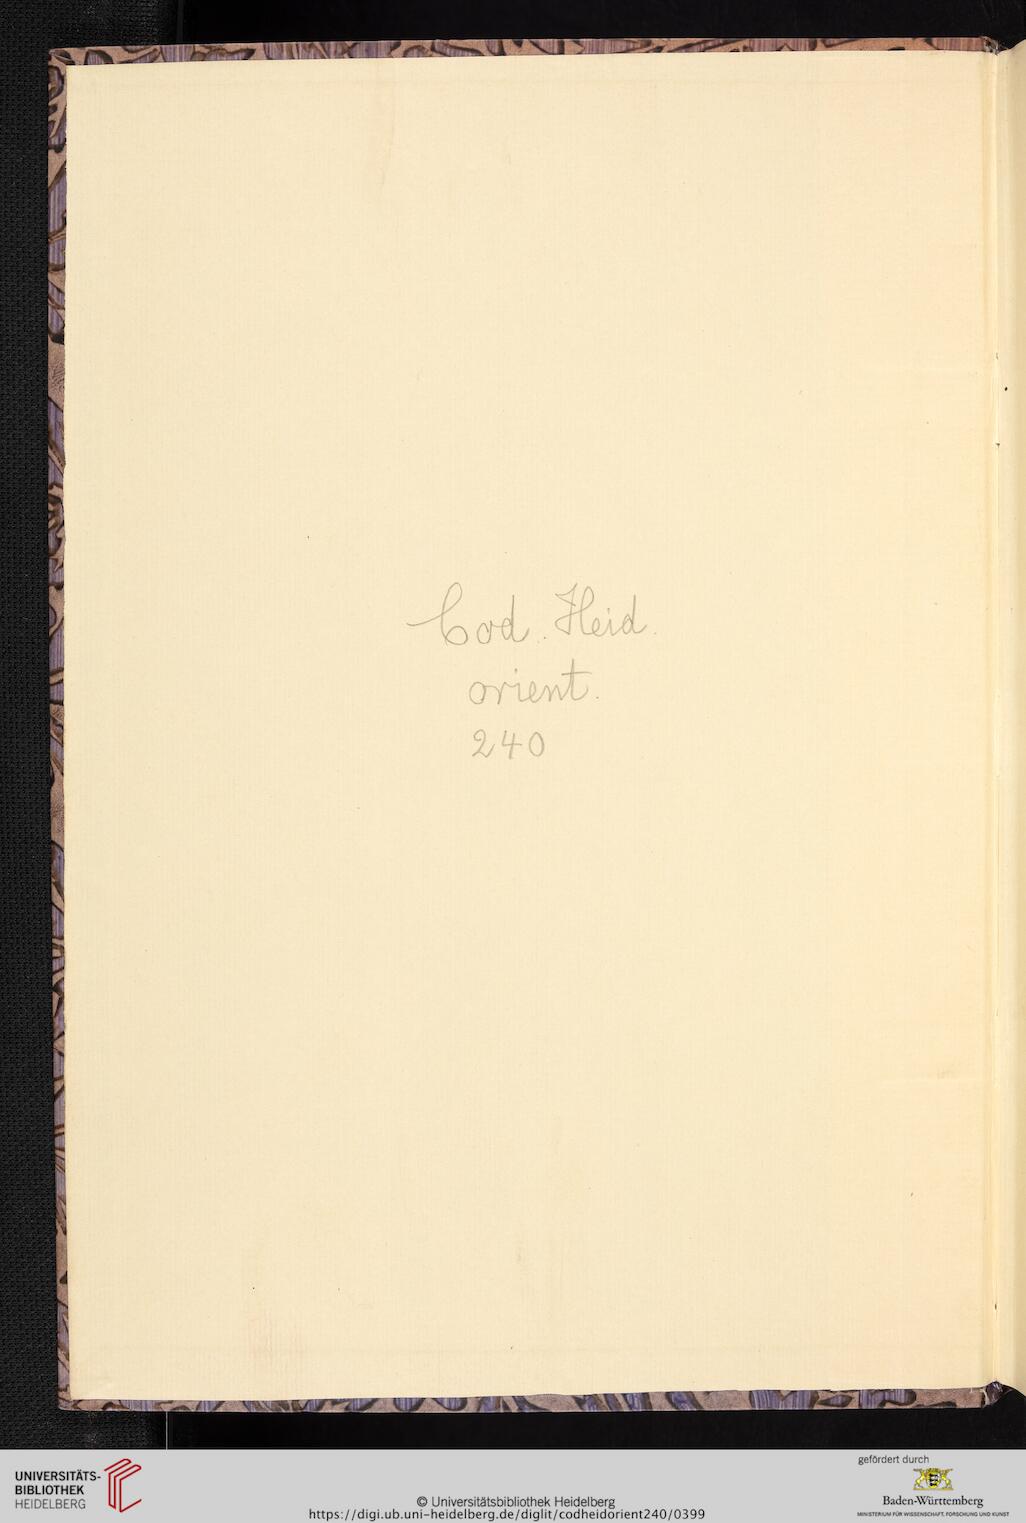 Cod. Heid.
orient.
240
UNIVERSITÄTS-
BIBLIOTHEK
HEIDELBERG
© Universitätsbibliothek Heidelberg
https://digi.ub.uni-heidelberg.de/diglit/codheidorient240/0399
gefördert durch
Baden-Württemberg
MINISTERIUM FÜR WISSENSCHAFT, FORSCHUNG UND KUNST